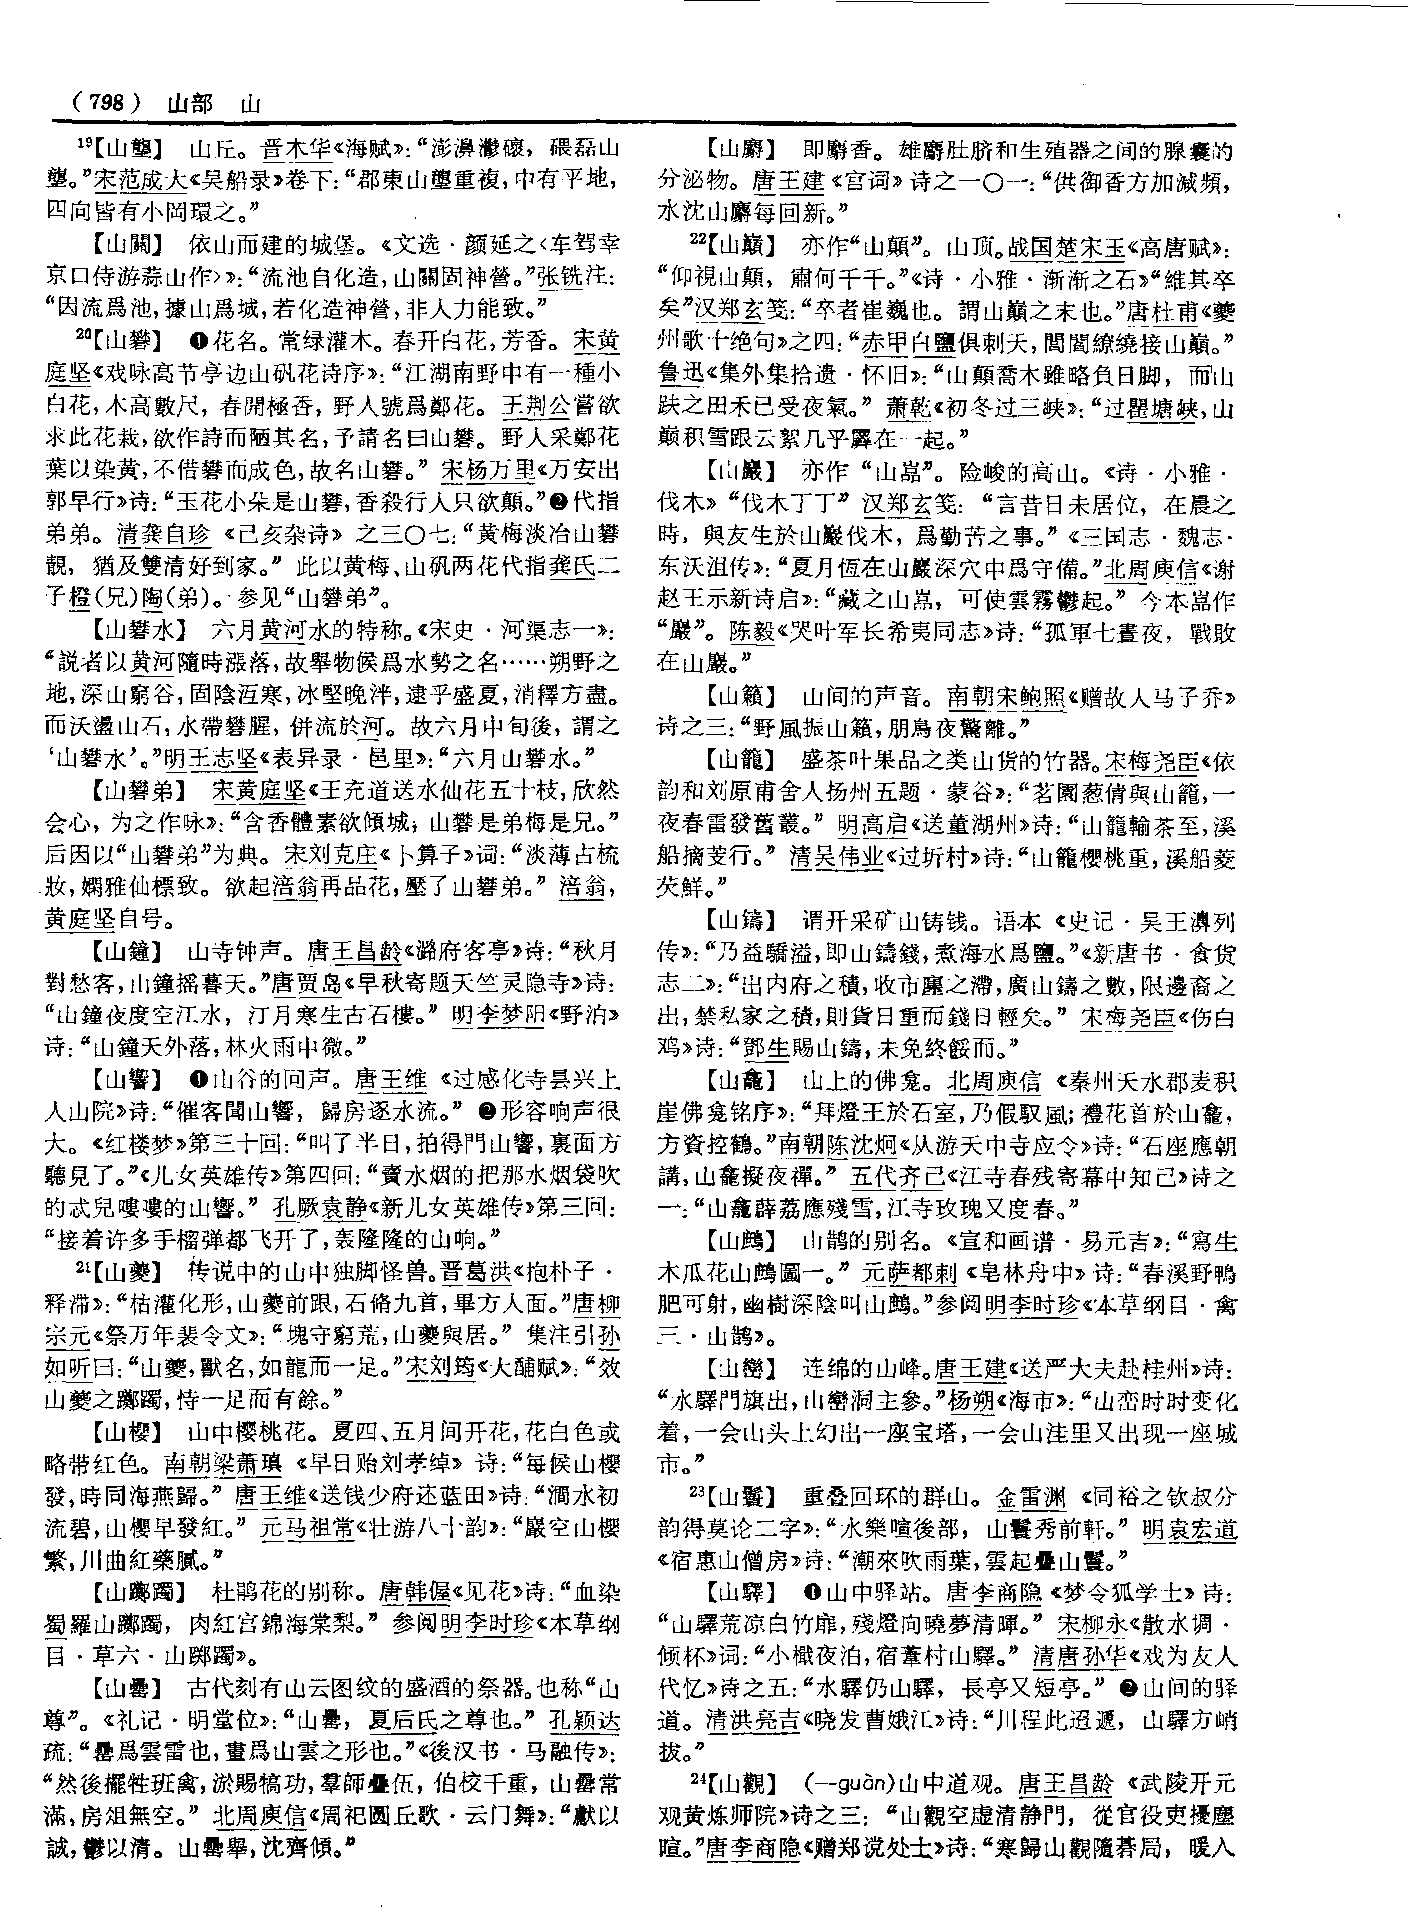 （798） 山部 山
19【山壟】 山丘。晋木华《海赋》：“澎濞灪磙，碨磊山
壟。”宋范成大《吴船录》卷下：“郡東山壟重複，中有平地，
四向皆有小岡環之。”
【山關】 依山而建的城堡。《文选·颜延之〈车驾幸
京口侍游蒜山作〉》：“流池自化造，山關固神營。”张铣注：
“因流爲池，據山爲城，若化造神營，非人力能致。”
20【山礬】 ❶花名。常绿灌木。春开白花，芳香。宋黄
庭坚《戏咏高节亭边山矾花诗序》：“江湖南野中有一種小
白花，木高數尺，春開極香，野人號爲鄭花。王荆公嘗欲
求此花栽，欲作詩而陋其名，予請名曰山礬。野人采鄭花
葉以染黄，不借礬而成色，故名山礬。”宋杨万里《万安出
郭早行》诗：“玉花小朵是山礬，香殺行人只欲顛。”❷代指
弟弟。清龚自珍《己亥杂诗》之三〇七：“黄梅淡冶山礬
靚，猶及雙清好到家。”此以黄梅、山矾两花代指龚氏二
子橙（兄）陶（弟）。参见“山礬弟”。
【山礬水】 六月黄河水的特称。《宋史·河渠志一》：
“説者以黄河隨時漲落，故舉物候爲水勢之名……朔野之
地，深山窮谷，固陰沍寒，冰堅晚泮，逮乎盛夏，消釋方盡。
而沃盪山石，水帶礬腥，併流於河。故六月中旬後，謂之
‘山礬水’。”明王志坚《表异录·邑里》：“六月山礬水。”
【山礬弟】 宋黄庭坚《王充道送水仙花五十枝，欣然
会心，为之作咏》：“含香體素欲傾城，山礬是弟梅是兄。”
后因以“山礬弟”为典。宋刘克庄《卜算子》词：“淡薄古梳
妝，嫻雅仙標致。欲起涪翁再品花，壓了山礬弟。”涪翁，
黄庭坚自号。
【山鐘】 山寺钟声。唐王昌龄《潞府客亭》诗：“秋月
對愁客，山鐘摇暮天。”唐贾岛《早秋寄题天竺灵隐寺》诗：
“山鐘夜度空江水，汀月寒生古石樓。”明李梦阳《野泊》
诗：“山鐘天外落，林火雨中微。”
【山響】 ❶山谷的回声。唐王维《过感化寺昙兴上
人山院》诗：“催客聞山響，歸房逐水流。”❷形容响声很
大。《红楼梦》第三十回：“叫了半日，拍得門山響，裏面方
聽見了。”《儿女英雄传》第四回：“賣水烟的把那水烟袋吹
的忒兒嘍嘍的山響。”孔厥袁静《新儿女英雄传》第三回：
“接着许多手榴弹都飞开了，轰隆隆的山响。”
21【山夔】 传说中的山中独脚怪兽。晋葛洪《抱朴子·
释滞》：“枯灌化形，山夔前跟，石脩九首，畢方人面。”唐柳
宗元《祭万年裴令文》：“塊守窮荒，山夔與居。”集注引孙
如听曰：“山夔，獸名，如龍而一足。”宋刘筠《大酺赋》：“效
山夔之躑躅，恃一足而有餘。”
【山櫻】 山中樱桃花。夏四、五月间开花，花白色或
略带红色。南朝梁萧瑱《早日贻刘孝绰》诗：“每候山櫻
發，時同海燕歸。”唐王维《送钱少府还蓝田》诗：“澗水初
流碧，山櫻早發紅。”元马祖常《壮游八十韵》：“巖空山櫻
繁，川曲紅藥膩。”
【山躑躅】 杜鹃花的别称。唐韩偓《见花》诗：“血染
蜀羅山躑躅，肉紅宫錦海棠梨。”参阅明李时珍《本草纲
目·草六·山踯躅》。
【山罍】 古代刻有山云图纹的盛酒的祭器。也称“山
尊”。《礼记·明堂位》：“山罍，夏后氏之尊也。”孔颖达
疏：“罍爲雲雷也，畫爲山雲之形也。”《後汉书·马融传》：
“然後擺牲班禽，淤賜犒功，羣師疊伍，伯校千重，山罍常
滿，房俎無空。”北周庾信《周祀圆丘歌·云门舞》：“獻以
誠，鬱以清。山罍舉，沈齊傾。”
【山麝】 即麝香。雄麝肚脐和生殖器之间的腺囊的
分泌物。唐王建《宫词》诗之一〇一：“供御香方加減頻，
水沈山麝每回新。”
22【山巔】 亦作“山顛”。山顶。战国楚宋玉《高唐赋》：
“仰視山顛，肅何千千。”《诗·小雅·渐渐之石》“維其卒
矣”汉郑玄笺：“卒者崔巍也。謂山巔之末也。”唐杜甫《夔
州歌十绝句》之四：“赤甲白鹽俱刺天，閭閻繚繞接山巔。”
鲁迅《集外集拾遗·怀旧》：“山顛喬木雖略負日脚，而山
趺之田禾已受夜氣。”萧乾《初冬过三峡》：“过瞿塘峡，山
巅积雪跟云絮几乎羼在一起。”
【山巖】 亦作“山嵓”。险峻的高山。《诗·小雅·
伐木》“伐木丁丁”汉郑玄笺：“言昔日未居位，在農之
時，與友生於山巖伐木，爲勤苦之事。”《三国志·魏志·
东沃沮传》：“夏月恆在山巖深穴中爲守備。”北周庾信《谢
赵王示新诗启》：“藏之山嵓，可使雲霧鬱起。”今本嵓作
“巖”。陈毅《哭叶军长希夷同志》诗：“孤軍七晝夜，戰敗
在山巖。”
【山籟】 山间的声音。南朝宋鲍照《赠故人马子乔》
诗之三：“野風振山籟，朋鳥夜驚離。”
【山籠】 盛茶叶果品之类山货的竹器。宋梅尧臣《依
韵和刘原甫舍人扬州五题·蒙谷》：“茗園葱倩與山籠，一
夜春雷發舊叢。”明高启《送董湖州》诗：“山籠輸茶至，溪
船摘芰行。”清吴伟业《过圻村》诗：“山籠櫻桃重，溪船菱
芡鮮。”
【山鑄】 谓开采矿山铸钱。语本《史记·吴王濞列
传》：“乃益驕溢，即山鑄錢，煮海水爲鹽。”《新唐书·食货
志二》：“出内府之積，收市廛之滯，廣山鑄之數，限邊裔之
出，禁私家之積，則貨日重而錢日輕矣。”宋梅尧臣《伤白
鸡》诗：“鄧生賜山鑄，未免終餒而。”
【山龕】 山上的佛龛。北周庾信《秦州天水郡麦积
崖佛龛铭序》：“拜燈王於石室，乃假馭風；禮花首於山龕，
方資控鶴。”南朝陈沈炯《从游天中寺应令》诗：“石座應朝
講，山龕擬夜禪。”五代齐己《江寺春残寄幕中知己》诗之
一：“山龕薜荔應殘雪，江寺玫瑰又度春。”
【山鷓】 山鹊的别名。《宣和画谱·易元吉》：“寫生
木瓜花山鷓圖一。”元萨都剌《皂林舟中》诗：“春溪野鴨
肥可射，幽樹深陰叫山鷓。”参阅明李时珍《本草纲目·禽
三·山鹊》。
【山巒】 连绵的山峰。唐王建《送严大夫赴桂州》诗：
“水驛門旗出，山巒洞主參。”杨朔《海市》：“山峦时时变化
着，一会山头上幻出一座宝塔，一会山洼里又出现一座城
市。”
23【山鬟】 重叠回环的群山。金雷渊《同裕之钦叔分
韵得莫论二字》：“水樂喧後部，山鬟秀前軒。”明袁宏道
《宿惠山僧房》诗：“潮來吹雨葉，雲起疊山鬟。”
【山驛】 ❶山中驿站。唐李商隐《梦令狐学士》诗：
“山驛荒凉白竹扉，殘燈向曉夢清暉。”宋柳永《散水调·
倾杯》词：“小檝夜泊，宿葦村山驛。”清唐孙华《戏为友人
代忆》诗之五：“水驛仍山驛，長亭又短亭。”❷山间的驿
道。清洪亮吉《晓发曹娥江》诗：“川程此迢遞，山驛方峭
拔。”
24【山觀】 （—guàn）山中道观。唐王昌龄《武陵开元
观黄炼师院》诗之三：“山觀空虚清静門，從官役吏擾塵
喧。”唐李商隐《赠郑谠处士》诗：“寒歸山觀隨碁局，暖入